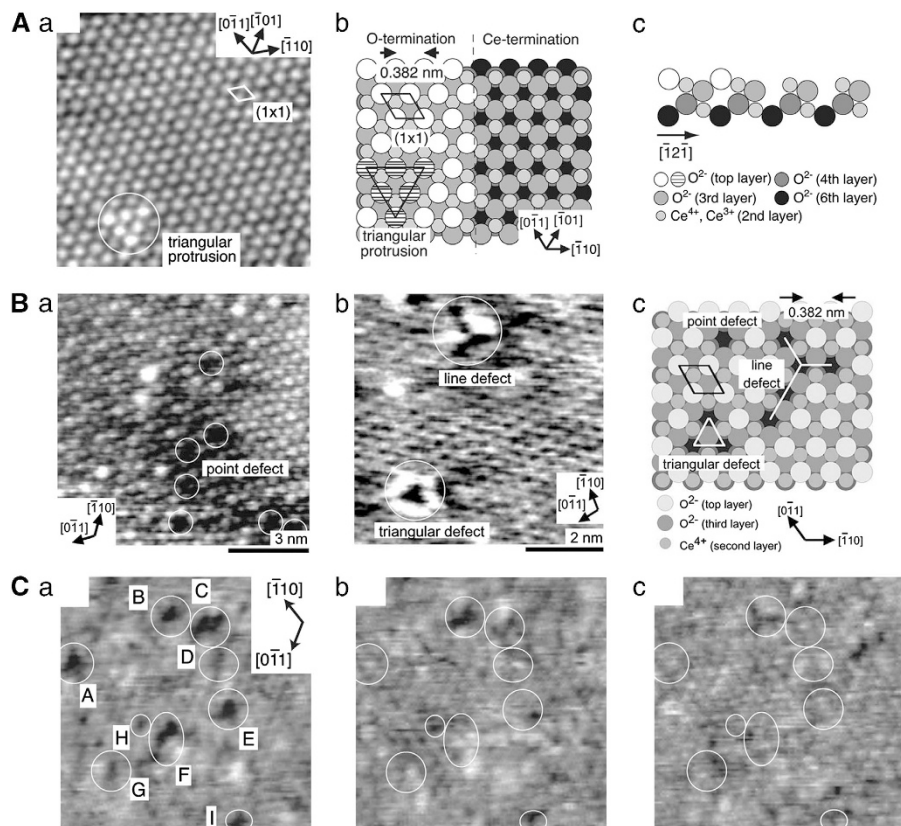 A a
[01̄1]
[1̄01]
[1̄10]
(1x1)
triangular
protrusion
b
O-termination
Ce-termination
0.382 nm
(1x1)
triangular
protrusion
[01̄1]
[1̄01]
[1̄10]
c
[1̄21̄]
O2- (top layer)
O2- (4th layer)
O2- (3rd layer)
O2- (6th layer)
Ce4+, Ce3+ (2nd layer)
B a
point defect
[1̄10]
[01̄1]
3 nm
b
line defect
triangular defect
[1̄10]
[01̄1]
2 nm
c
0.382 nm
point defect
line
defect
triangular defect
O2- (top layer)
O2- (third layer)
Ce4+ (second layer)
[01̄1]
[1̄10]
C a
B
C
[1̄10]
[01̄1]
D
A
E
H
F
G
I
b
c